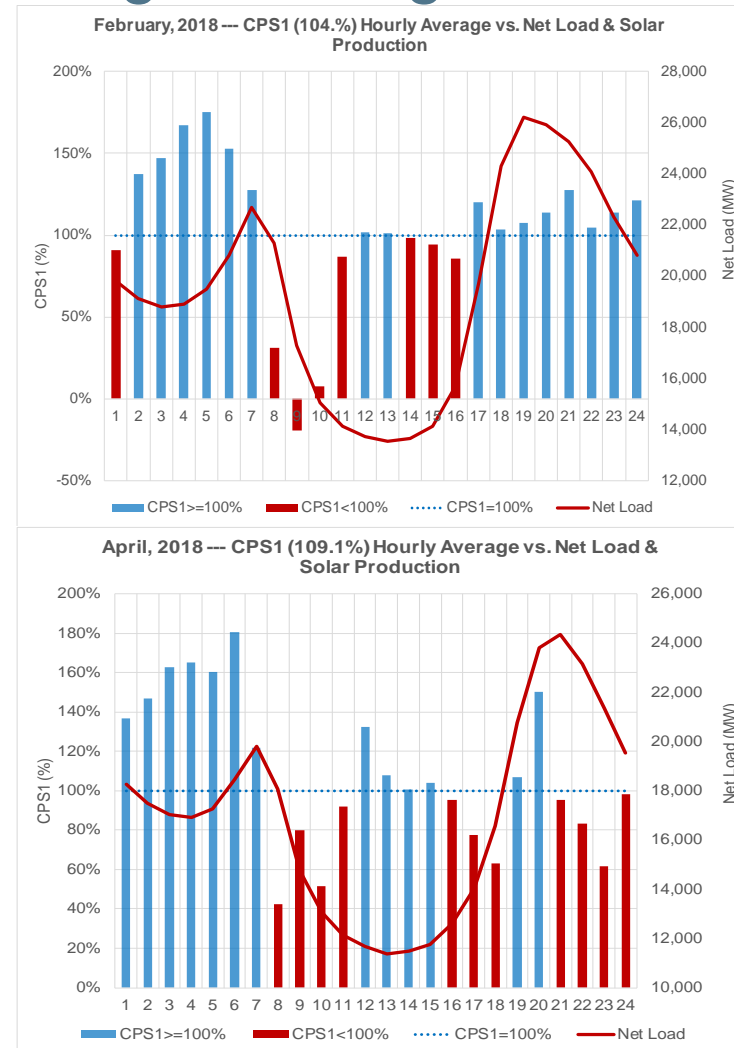 February, 2018 --- CPS1 (104.%) Hourly Average vs. Net Load & Solar
Production
200%
150%
100%
50%
0%
-50%
CPS1 (%)
28,000
26,000
24,000
22,000
20,000
18,000
16,000
14,000
12,000
Net Load (MW)
1 2 3 4 5 6 7 8 9 10 11 12 13 14 15 16 17 18 19 20 21 22 23 24
CPS1>=100% CPS1<100% CPS1=100% Net Load
April, 2018 --- CPS1 (109.1%) Hourly Average vs. Net Load &
Solar Production
200%
180%
160%
140%
120%
100%
80%
60%
40%
20%
0%
CPS1 (%)
26,000
24,000
22,000
20,000
18,000
16,000
14,000
12,000
10,000
Net Load (MW)
1 2 3 4 5 6 7 8 9 10 11 12 13 14 15 16 17 18 19 20 21 22 23 24
CPS1>=100% CPS1<100% CPS1=100% Net Load